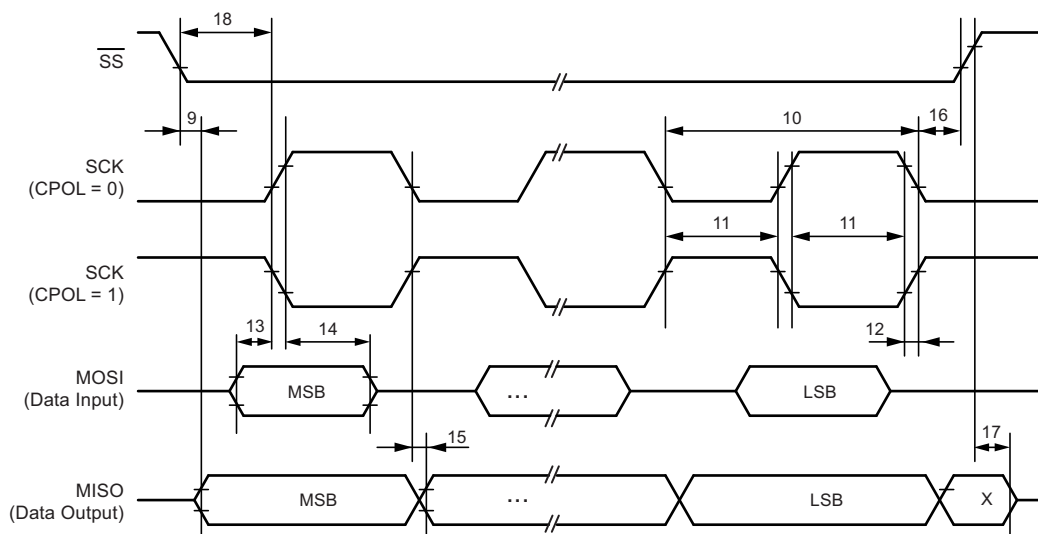 18
SS
9
10
16
SCK
(CPOL = 0)
11
11
SCK
(CPOL = 1)
13
14
12
MOSI
(Data Input)
MSB
...
LSB
15
17
MISO
(Data Output)
MSB
...
LSB
X